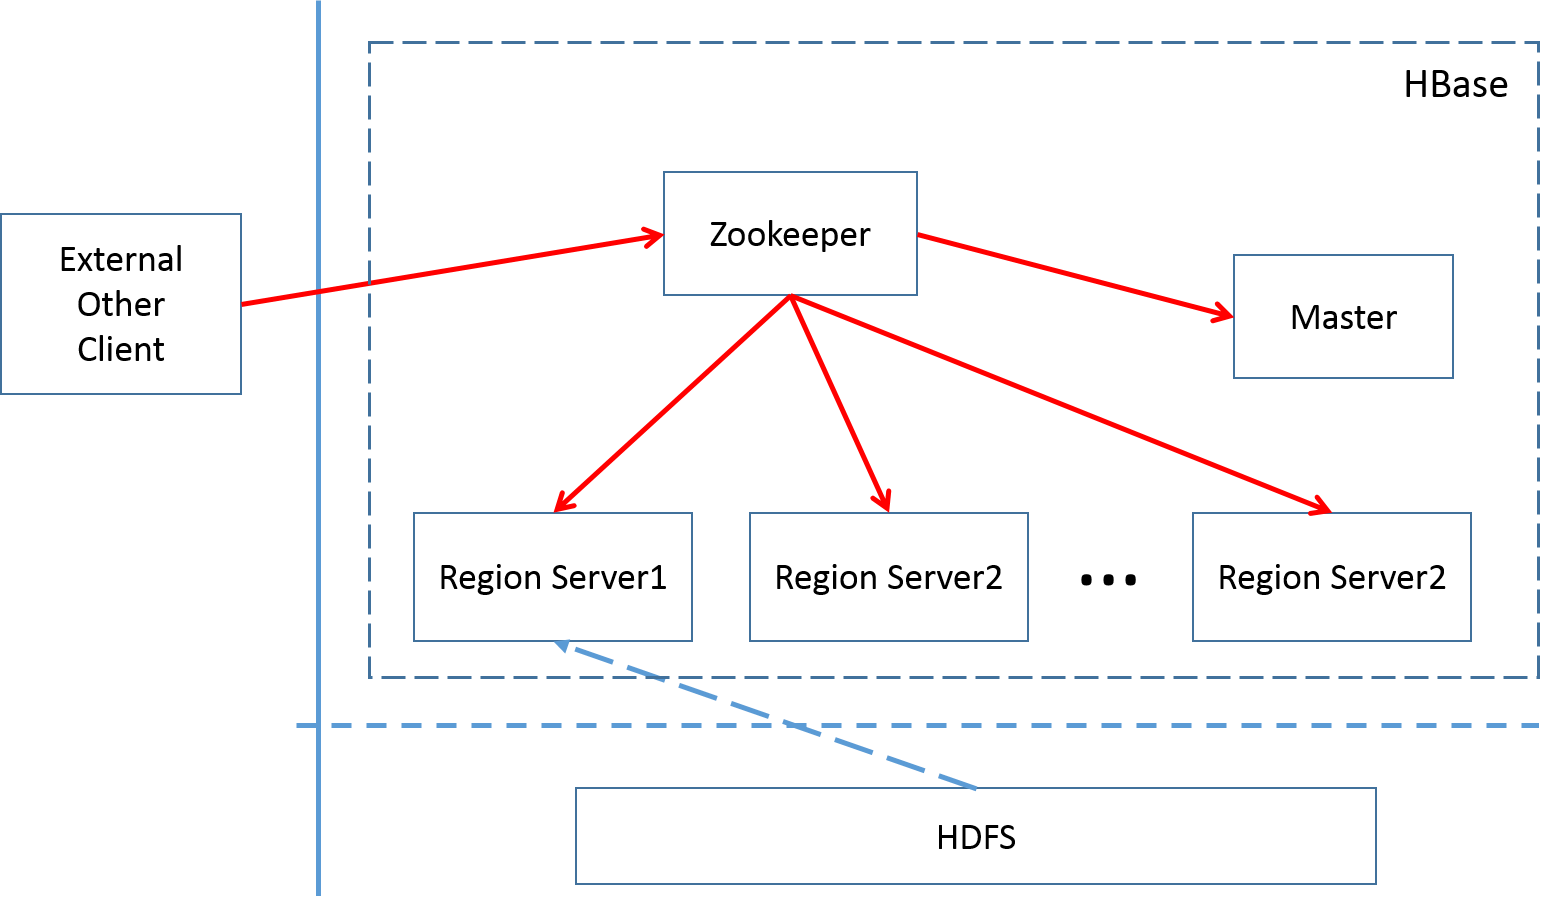 HBase
Zookeeper
External
Other
Client
Master
Region Server1
Region Server2
...
Region Server2
HDFS